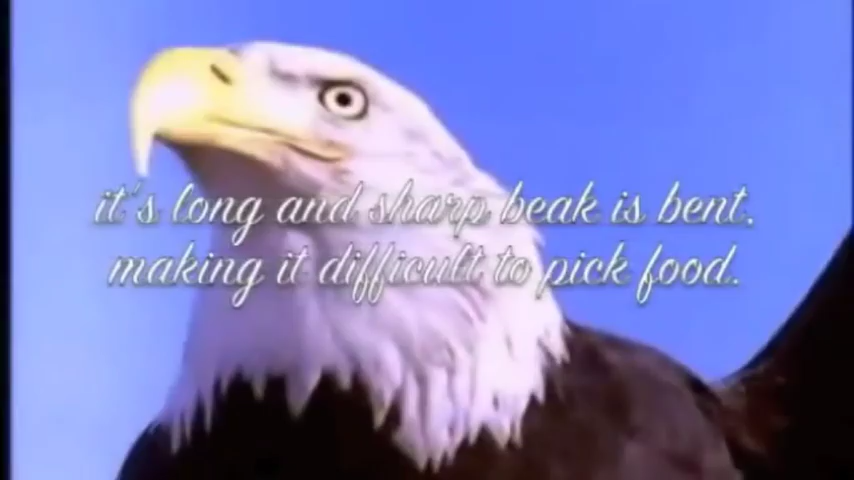 it's long and sharp beak is bent,
making it difficult to pick food.